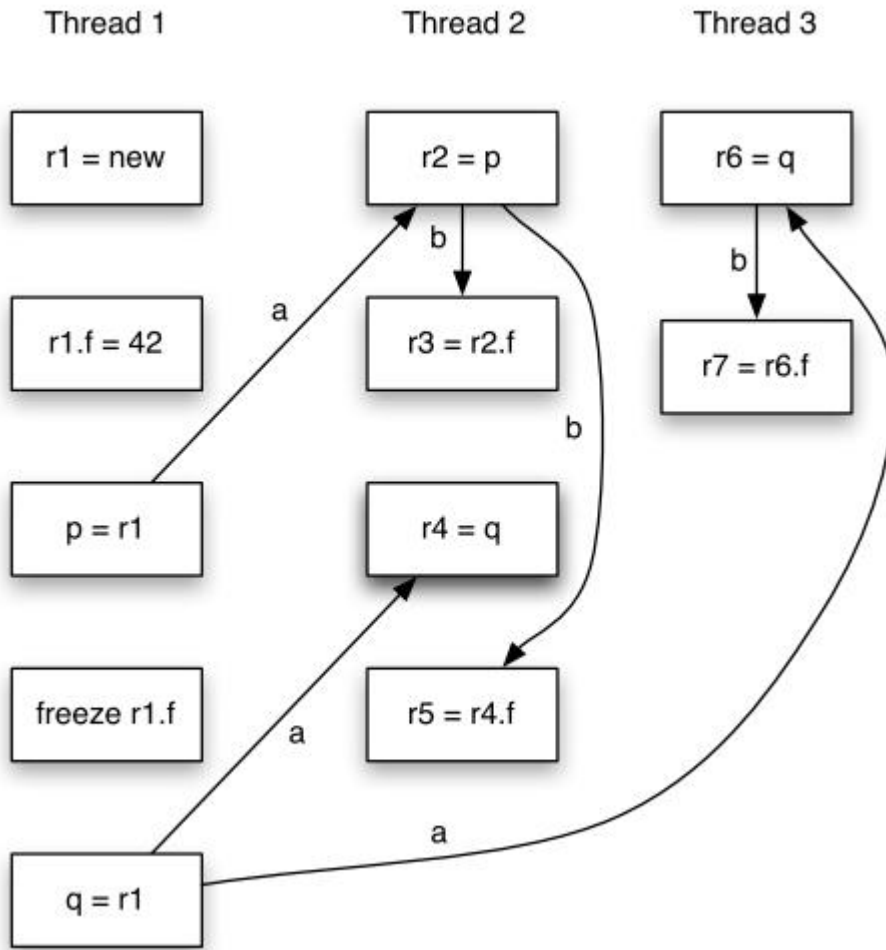 Thread 1
Thread 2
Thread 3
r1 = new
r2 = p
r6 = q
b
b
a
r1.f = 42
r3 = r2.f
r7 = r6.f
b
p = r1
r4 = q
freeze r1.f
r5 = r4.f
a
a
q = r1